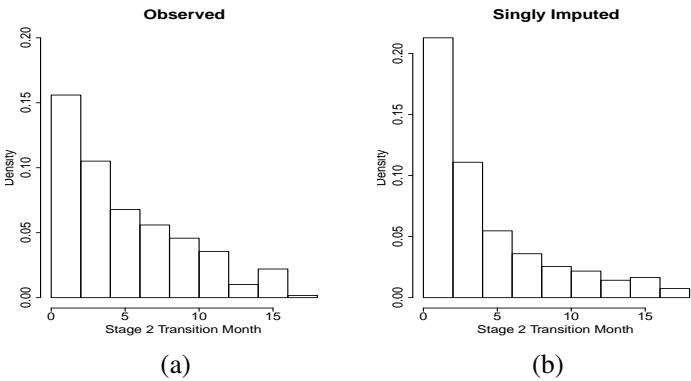 Observed
Density
0.00 0.05 0.10 0.15 0.20
0 5 10 15
Stage 2 Transition Month
(a)
Singly Imputed
Density
0.00 0.05 0.10 0.15 0.20
0 5 10 15
Stage 2 Transition Month
(b)